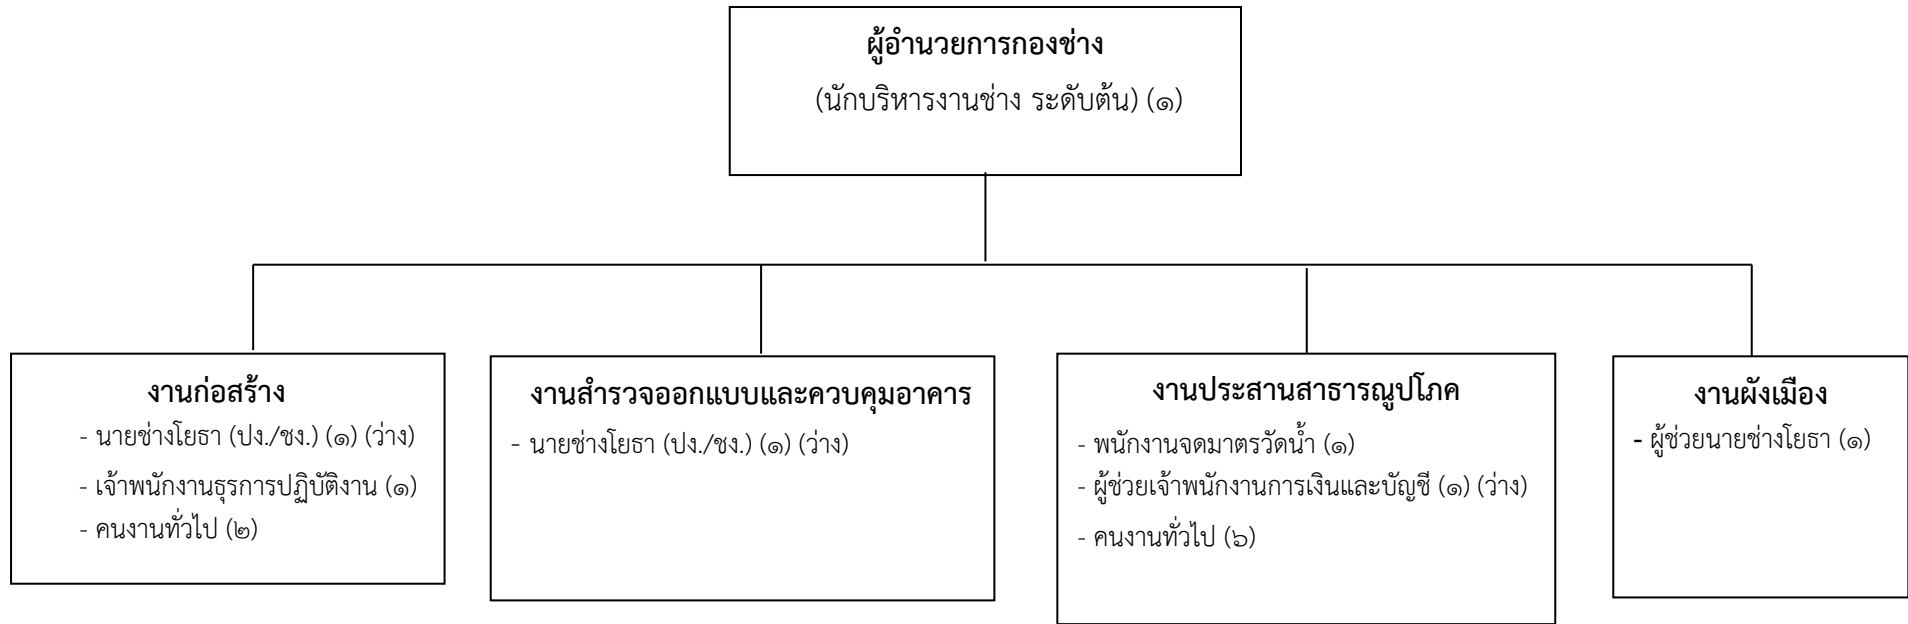 ผู้อำนวยการกองช่าง
(นักบริหารงานช่าง ระดับต้น) (๑)
งานก่อสร้าง
- นายช่างโยธา (ปง./ชง.) (๑) (ว่าง)
- เจ้าพนักงานธุรการปฏิบัติงาน (๑)
- คนงานทั่วไป (๒)
งานสำรวจออกแบบและควบคุมอาคาร
- นายช่างโยธา (ปง./ชง.) (๑) (ว่าง)
งานประสานสาธารณูปโภค
- พนักงานจดมาตรวัดน้ำ (๑)
- ผู้ช่วยเจ้าพนักงานการเงินและบัญชี (๑) (ว่าง)
- คนงานทั่วไป (๖)
งานผังเมือง
- ผู้ช่วยนายช่างโยธา (๑)